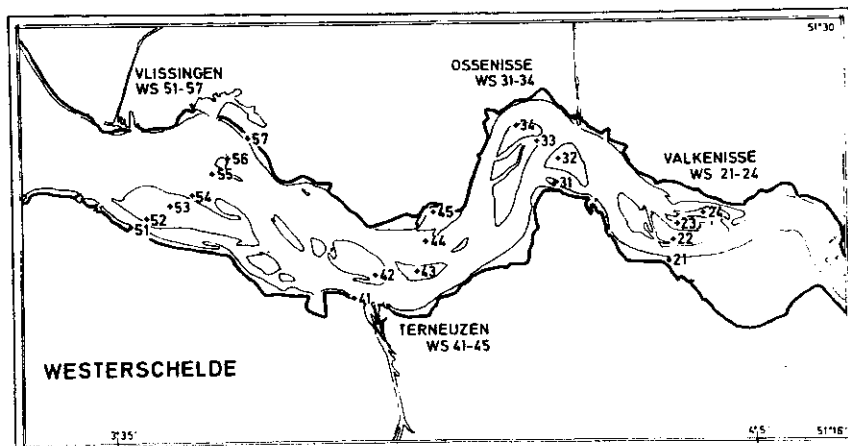 51°30
VLISSINGEN
WS 51-57
OSSENISSE
WS 31-34
VALKENISSE
WS 21-24
57
56
55
54
53
52
51
34
33
32
31
45
44
43
42
41
24
23
22
21
TERNEUZEN
WS 41-45
WESTERSCHELDE
3°35'
4°5'
51°16'